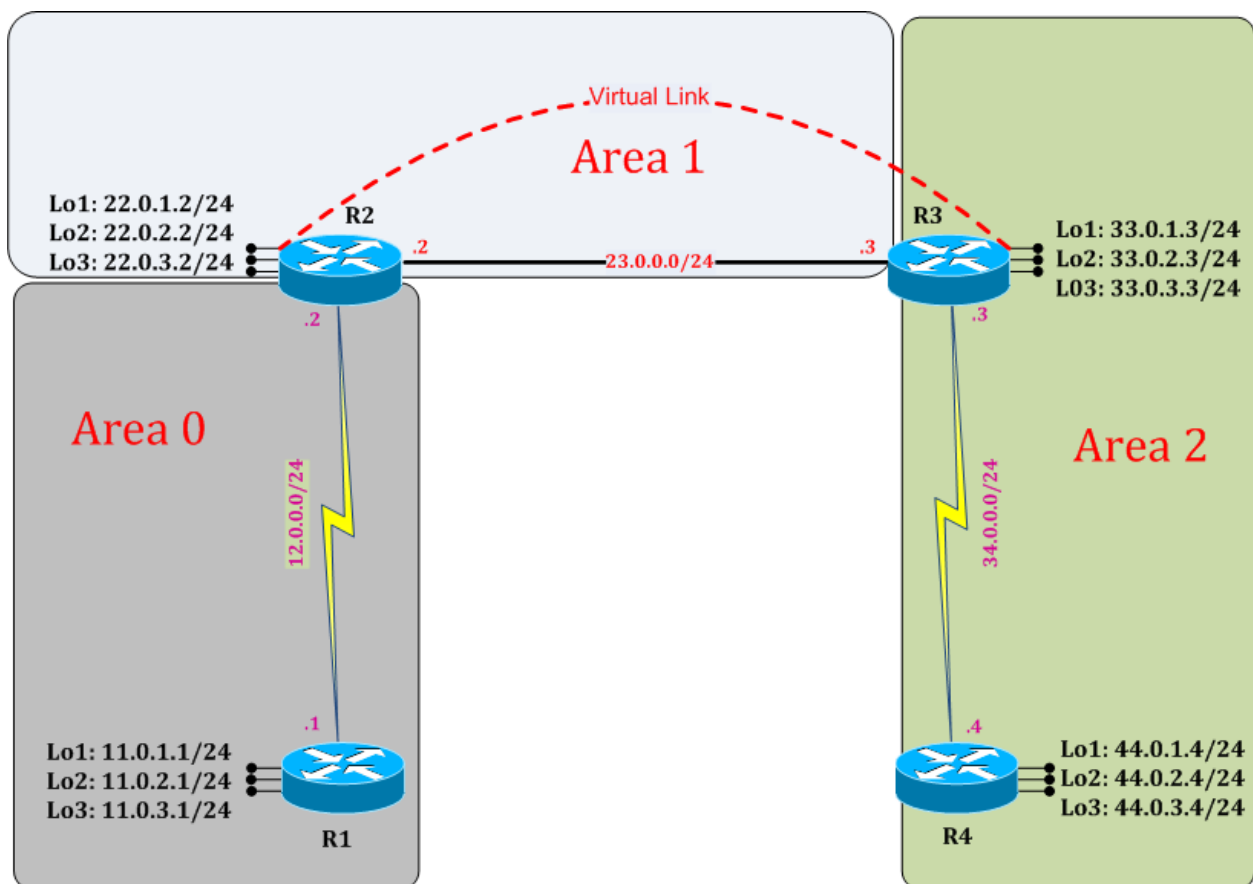 Virtual Link
Area 1
Lo1: 22.0.1.2/24
Lo2: 22.0.2.2/24
Lo3: 22.0.3.2/24
R2
.2
23.0.0.0/24
.3
R3
Lo1: 33.0.1.3/24
Lo2: 33.0.2.3/24
L03: 33.0.3.3/24
.2
.3
Area 0
12.0.0.0/24
34.0.0.0/24
Area 2
.1
.4
Lo1: 11.0.1.1/24
Lo2: 11.0.2.1/24
Lo3: 11.0.3.1/24
R1
Lo1: 44.0.1.4/24
Lo2: 44.0.2.4/24
Lo3: 44.0.3.4/24
R4